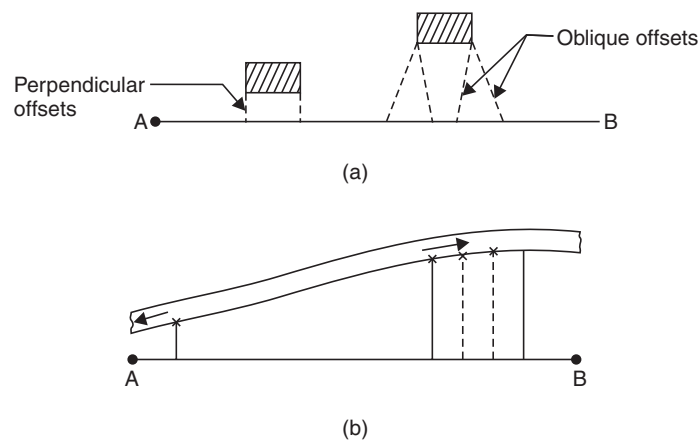 Oblique offsets
Perpendicular
offsets
A
B
(a)
A
B
(b)